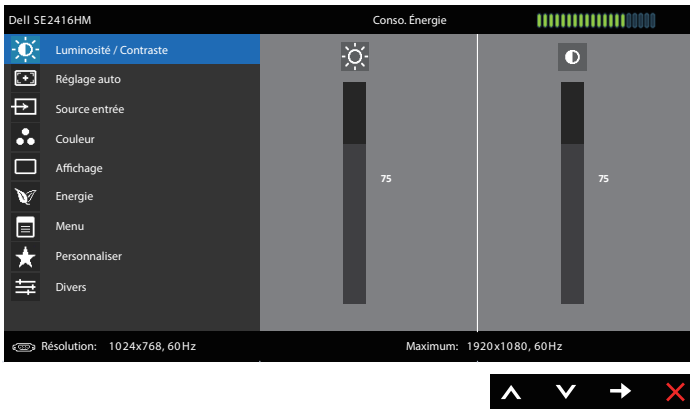 Dell SE2416HM
Conso. Énergie
Luminosité / Contraste
Réglage auto
Source entrée
Couleur
Affichage
Energie
Menu
Personnaliser
Divers
75
75
Résolution: 1024x768, 60Hz
Maximum: 1920x1080, 60Hz